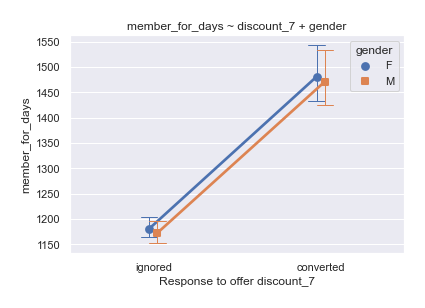 member_for_days ~ discount_7 + gender
1550
1500
1450
1400
1350
1300
1250
1200
1150
member_for_days
gender
F
M
ignored
converted
Response to offer discount_7